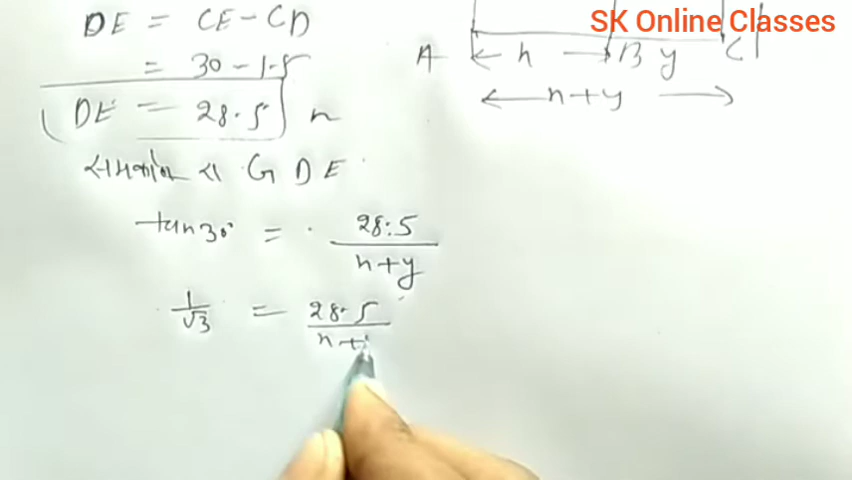 SK Online Classes
DE = CE - CD
= 30 - 1.5
DE = 28.5 m
A x B y C
x+y
समकोण △ GDE
tan30° = 28.5 / x+y
1/√3 = 28.5 / x+